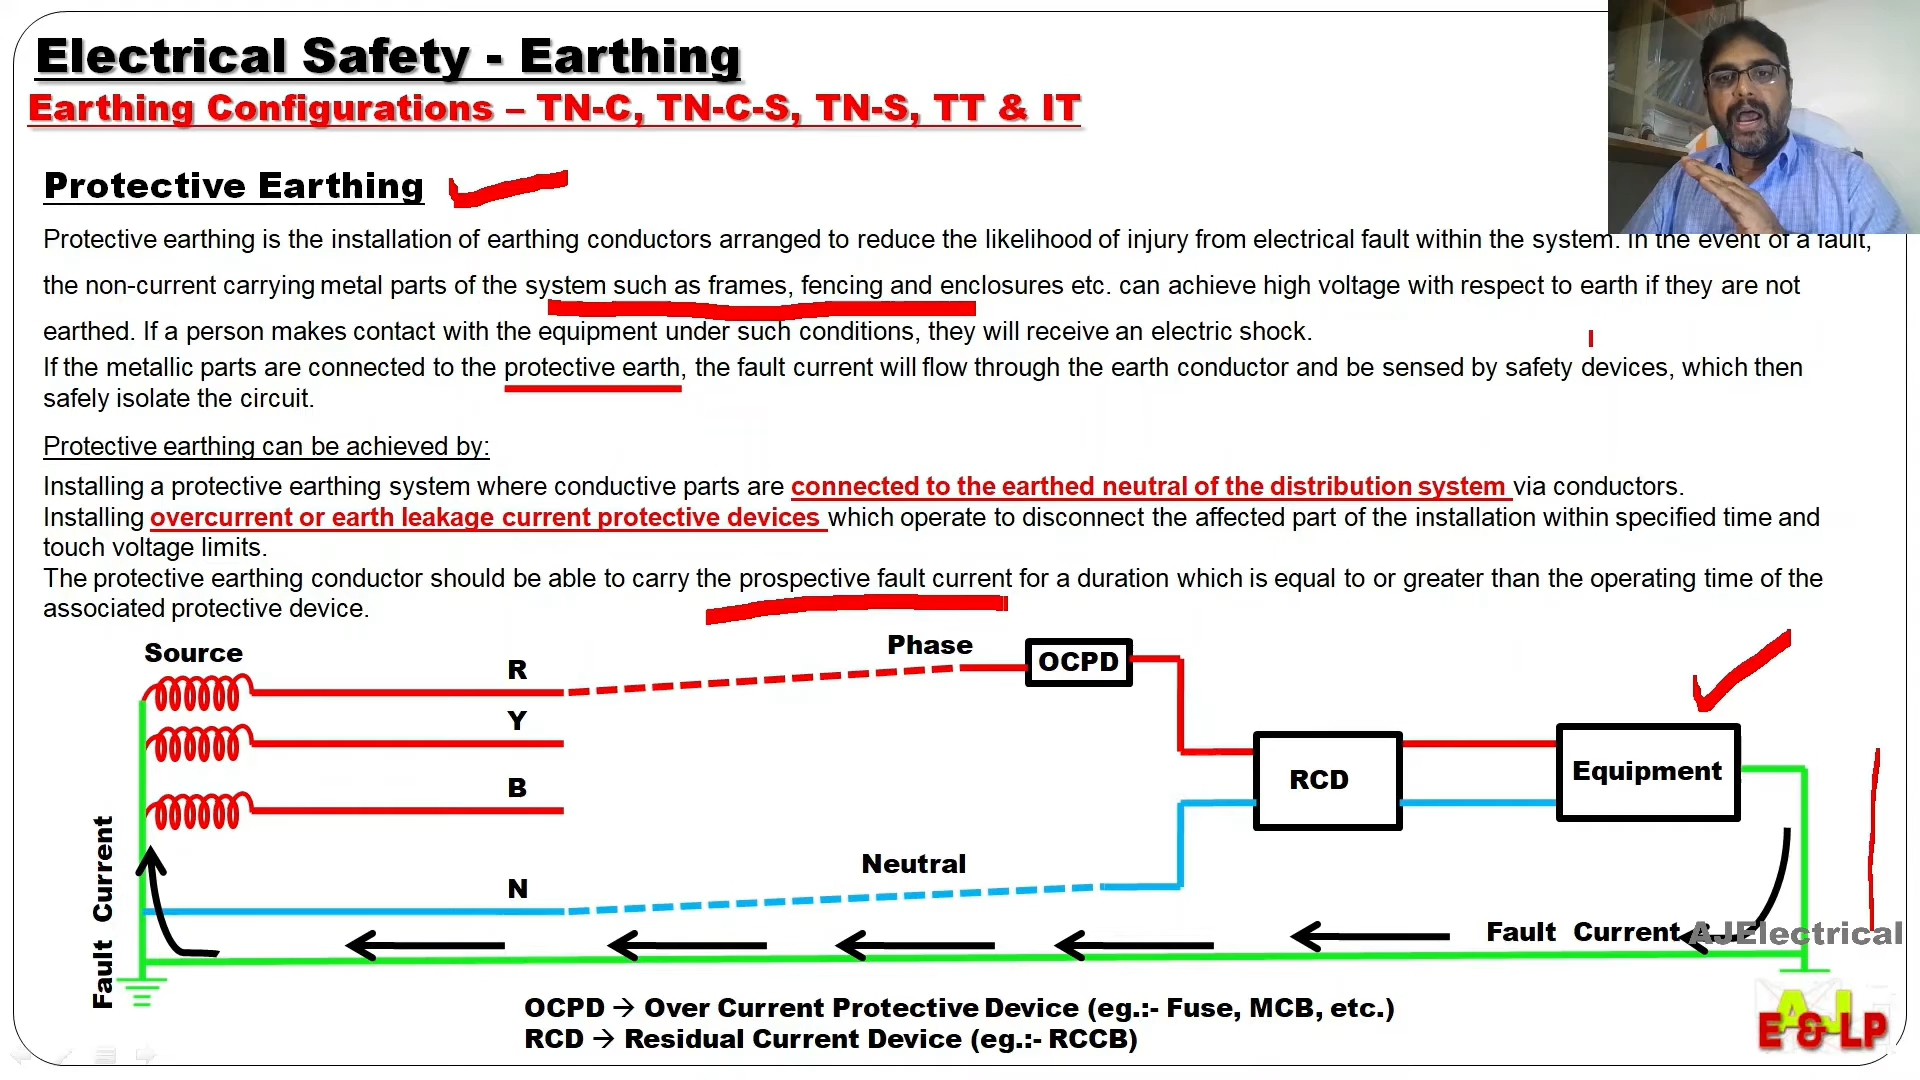 Electrical Safety - Earthing
Earthing Configurations – TN-C, TN-C-S, TN-S, TT & IT
Protective Earthing
Protective earthing is the installation of earthing conductors arranged to reduce the likelihood of injury from electrical fault within the system. In the event of a fault,
the non-current carrying metal parts of the system such as frames, fencing and enclosures etc. can achieve high voltage with respect to earth if they are not
earthed. If a person makes contact with the equipment under such conditions, they will receive an electric shock.
If the metallic parts are connected to the protective earth, the fault current will flow through the earth conductor and be sensed by safety devices, which then
safely isolate the circuit.
Protective earthing can be achieved by:
Installing a protective earthing system where conductive parts are connected to the earthed neutral of the distribution system via conductors.
Installing overcurrent or earth leakage current protective devices which operate to disconnect the affected part of the installation within specified time and
touch voltage limits.
The protective earthing conductor should be able to carry the prospective fault current for a duration which is equal to or greater than the operating time of the
associated protective device.
Source
R
Phase
OCPD
Y
RCD
Equipment
B
Neutral
N
Fault Current
Fault Current
AJElectrical
OCPD → Over Current Protective Device (eg.:- Fuse, MCB, etc.)
RCD → Residual Current Device (eg.:- RCCB)
AJ
E & LP